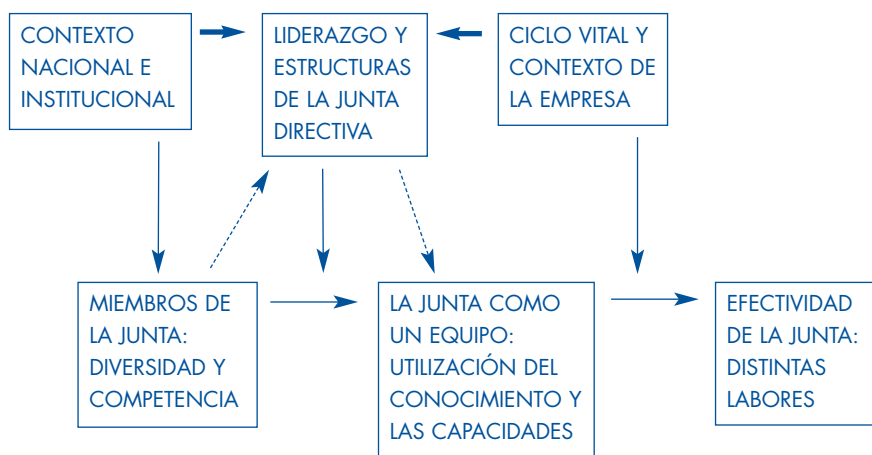 CONTEXTO
NACIONAL E
INSTITUCIONAL
LIDERAZGO Y
ESTRUCTURAS
DE LA JUNTA
DIRECTIVA
CICLO VITAL Y
CONTEXTO DE
LA EMPRESA
MIEMBROS DE
LA JUNTA:
DIVERSIDAD Y
COMPETENCIA
LA JUNTA COMO
UN EQUIPO:
UTILIZACIÓN DEL
CONOCIMIENTO Y
LAS CAPACIDADES
EFECTIVIDAD
DE LA JUNTA:
DISTINTAS
LABORES